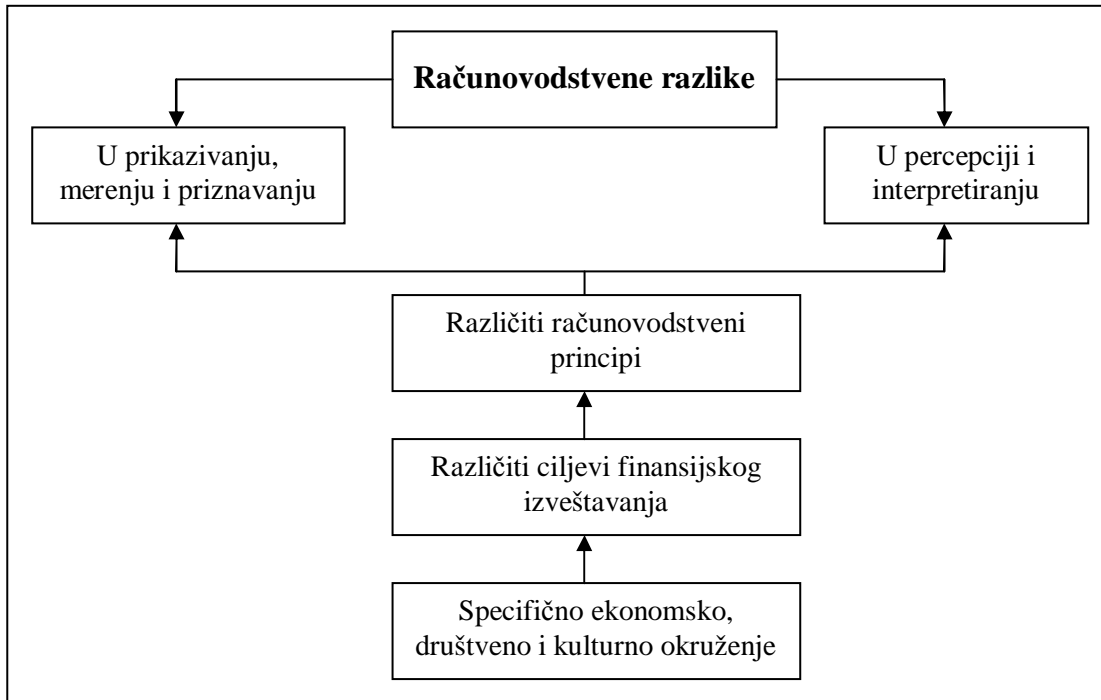 Računovodstvene razlike
U prikazivanju,
merenju i priznavanju
U percepciji i
interpretiranju
Različiti računovodstveni
principi
Različiti ciljevi finansijskog
izveštavanja
Specifično ekonomsko,
društveno i kulturno okruženje